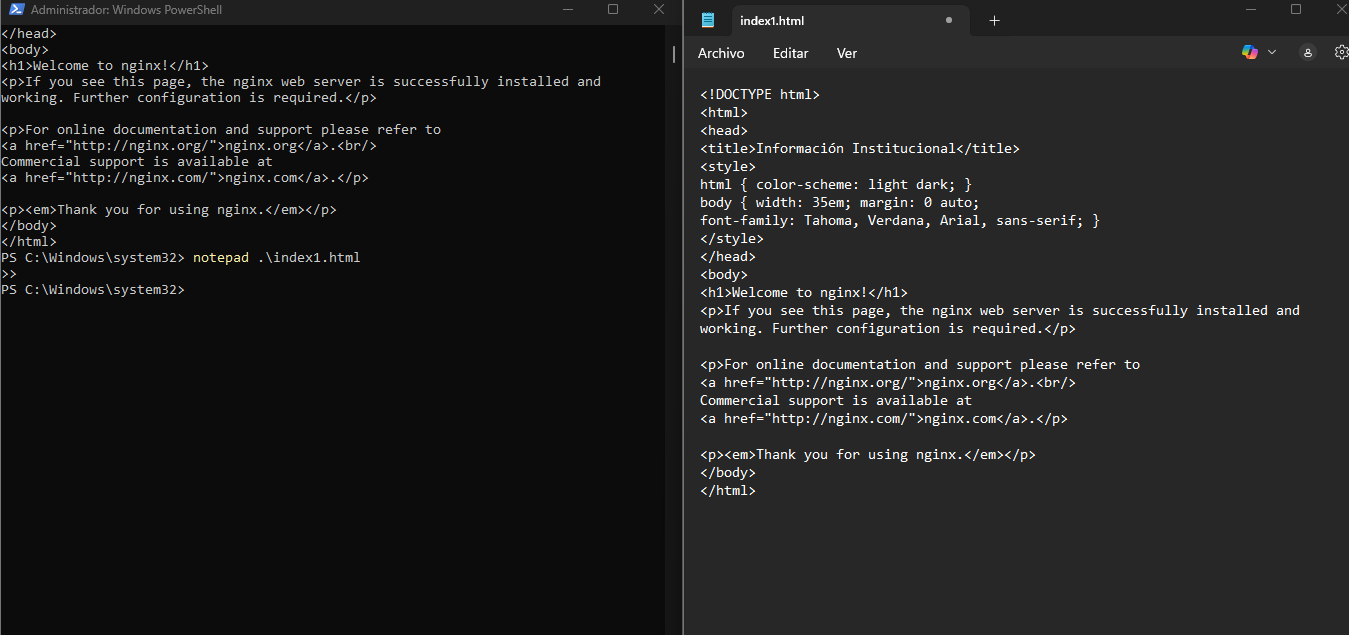 Administrador: Windows PowerShell
</head>
<body>
<h1>Welcome to nginx!</h1>
<p>If you see this page, the nginx web server is successfully installed and
working. Further configuration is required.</p>
<p>For online documentation and support please refer to
<a href="http://nginx.org/">nginx.org</a>.<br/>
Commercial support is available at
<a href="http://nginx.com/">nginx.com</a>.</p>
<p><em>Thank you for using nginx.</em></p>
</body>
</html>
PS C:\Windows\system32> notepad .\index1.html
>>
PS C:\Windows\system32>
index1.html
Archivo Editar Ver
<!DOCTYPE html>
<html>
<head>
<title>Información Institucional</title>
<style>
html { color-scheme: light dark; }
body { width: 35em; margin: 0 auto;
font-family: Tahoma, Verdana, Arial, sans-serif; }
</style>
</head>
<body>
<h1>Welcome to nginx!</h1>
<p>If you see this page, the nginx web server is successfully installed and
working. Further configuration is required.</p>
<p>For online documentation and support please refer to
<a href="http://nginx.org/">nginx.org</a>.<br/>
Commercial support is available at
<a href="http://nginx.com/">nginx.com</a>.</p>
<p><em>Thank you for using nginx.</em></p>
</body>
</html>